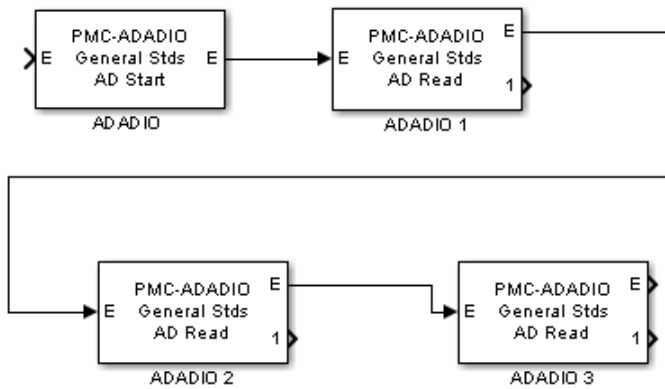 PMC-ADADIO
E General Stds E
AD Start
ADADIO
PMC-ADADIO E
E General Stds
AD Read 1
ADADIO 1
PMC-ADADIO E
E General Stds
AD Read 1
ADADIO 2
PMC-ADADIO E
E General Stds
AD Read 1
ADADIO 3